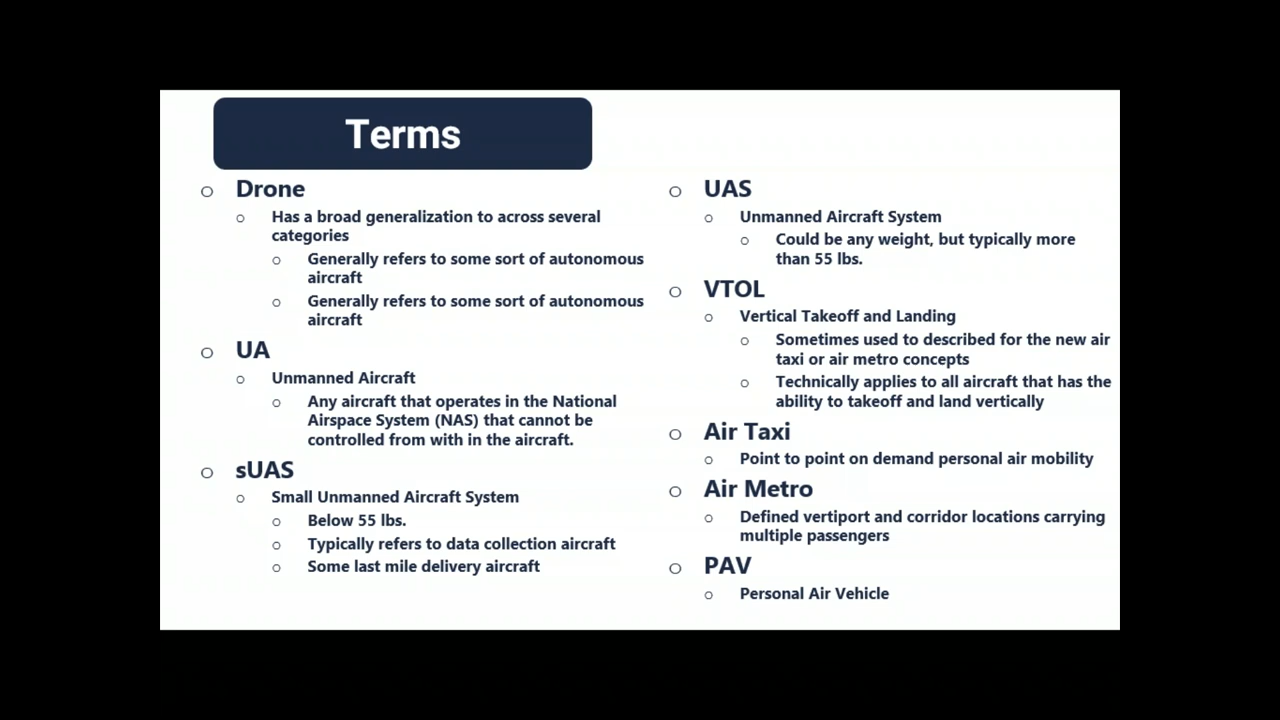 Terms
o Drone
o Has a broad generalization to across several
categories
o Generally refers to some sort of autonomous
aircraft
o Generally refers to some sort of autonomous
aircraft
o UA
o Unmanned Aircraft
o Any aircraft that operates in the National
Airspace System (NAS) that cannot be
controlled from with in the aircraft.
o sUAS
o Small Unmanned Aircraft System
o Below 55 lbs.
o Typically refers to data collection aircraft
o Some last mile delivery aircraft
o UAS
o Unmanned Aircraft System
o Could be any weight, but typically more
than 55 lbs.
o VTOL
o Vertical Takeoff and Landing
o Sometimes used to described for the new air
taxi or air metro concepts
o Technically applies to all aircraft that has the
ability to takeoff and land vertically
o Air Taxi
o Point to point on demand personal air mobility
o Air Metro
o Defined vertiport and corridor locations carrying
multiple passengers
o PAV
o Personal Air Vehicle